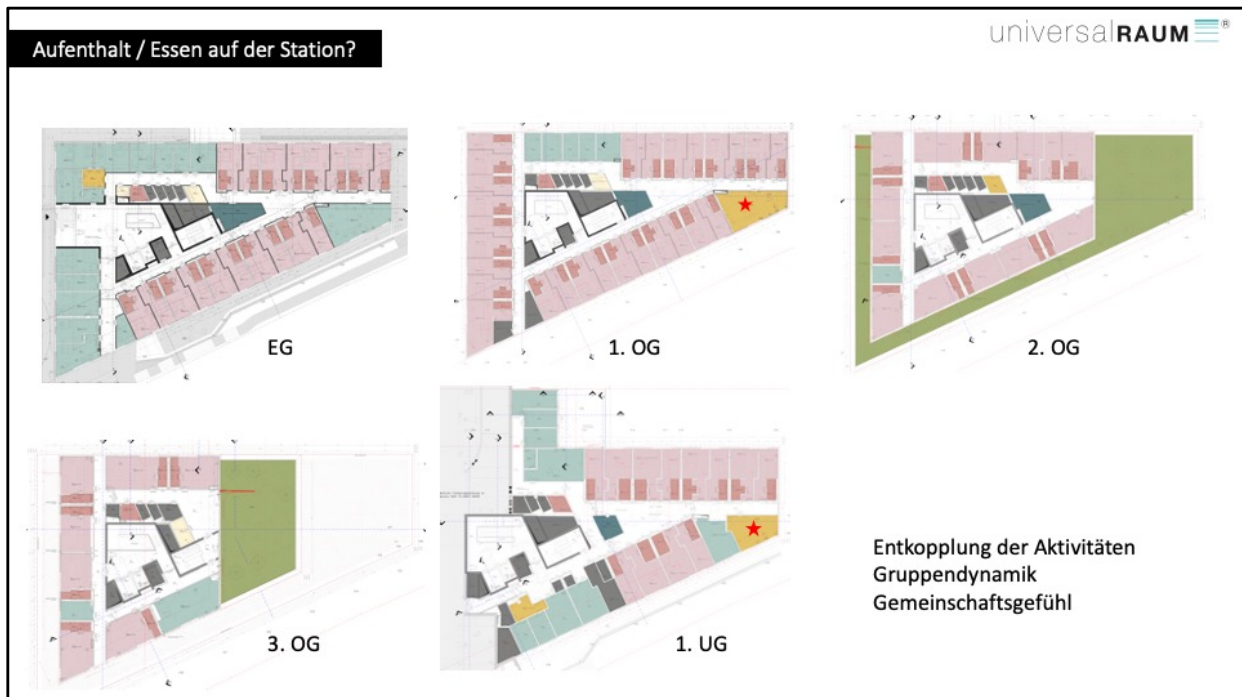 Aufenthalt / Essen auf der Station?
universalRAUM ®
EG
1. OG
2. OG
3. OG
1. UG
Entkopplung der Aktivitäten
Gruppendynamik
Gemeinschaftsgefühl